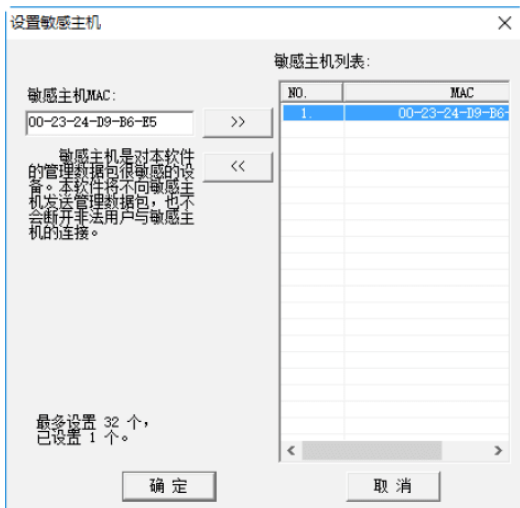 设置敏感主机
敏感主机列表:
敏感主机MAC:
NO. MAC
00-23-24-D9-B6-E5
>>
1. 00-23-24-D9-B6-
<<
敏感主机是对本软件
的管理数据包很敏感的设
备。本软件将不向敏感主
机发送管理数据包，也不
会断开非法用户与敏感主
机的连接。
最多设置 32 个，
已设置 1 个。
确 定
取 消